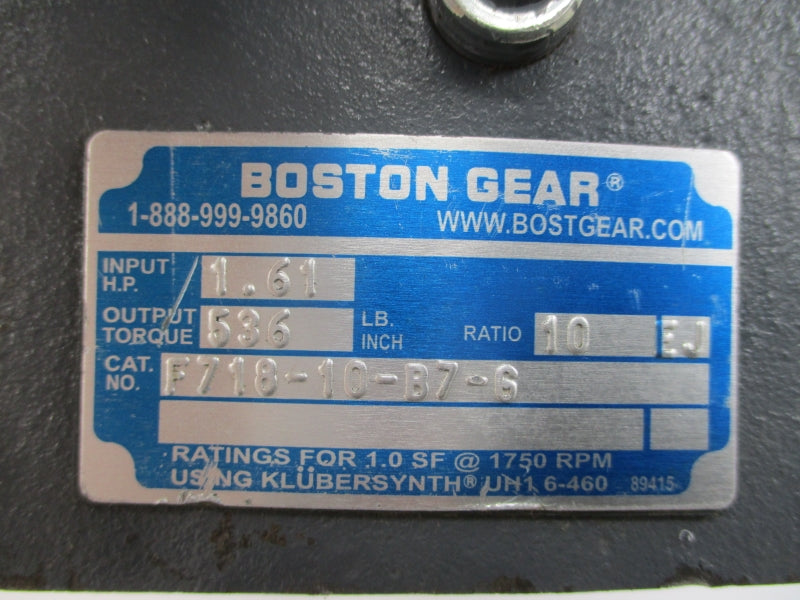 BOSTON GEAR®
1-888-999-9860 WWW.BOSTGEAR.COM
INPUT H.P. 1.61
OUTPUT TORQUE 536 LB. INCH RATIO 10 EJ
CAT. NO. F718-10-B7-G
RATINGS FOR 1.0 SF @ 1750 RPM
USING KLÜBERSYNTH® UH1 6-460 89415